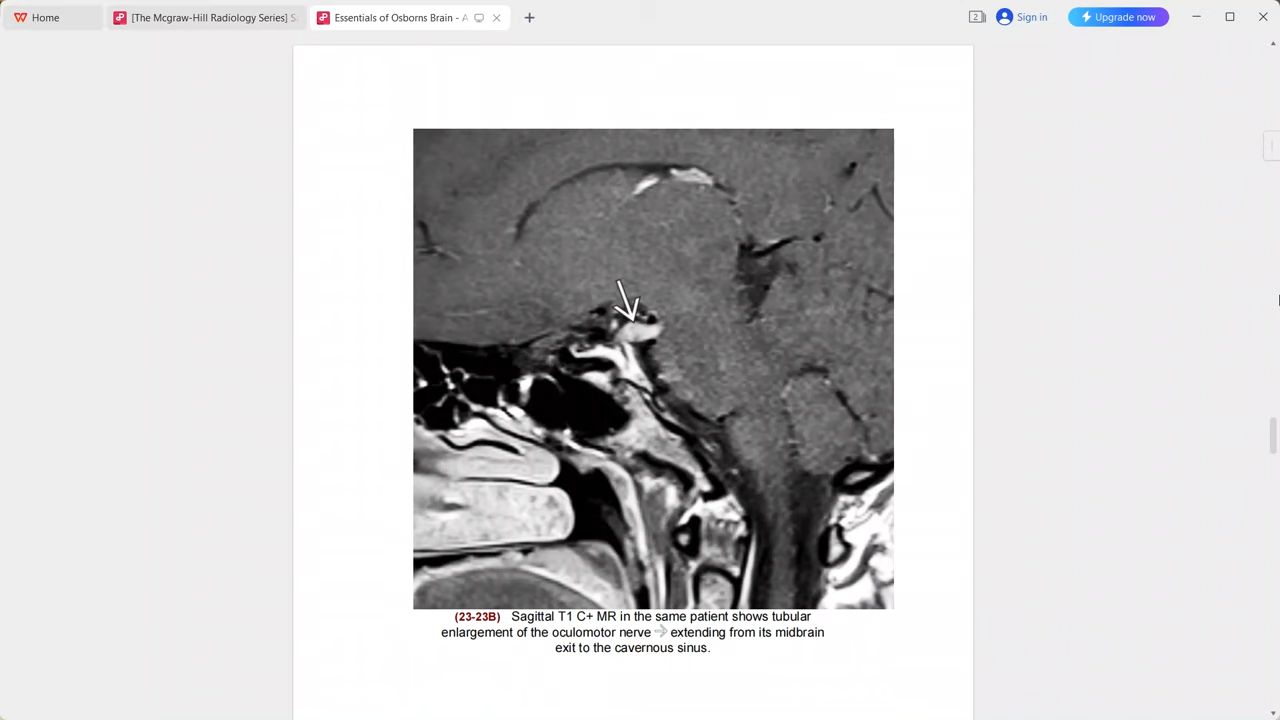 Home
[The Mcgraw-Hill Radiology Series] S
Essentials of Osborns Brain - A
2
Sign in
Upgrade now
(23-23B) Sagittal T1 C+ MR in the same patient shows tubular
enlargement of the oculomotor nerve extending from its midbrain
exit to the cavernous sinus.